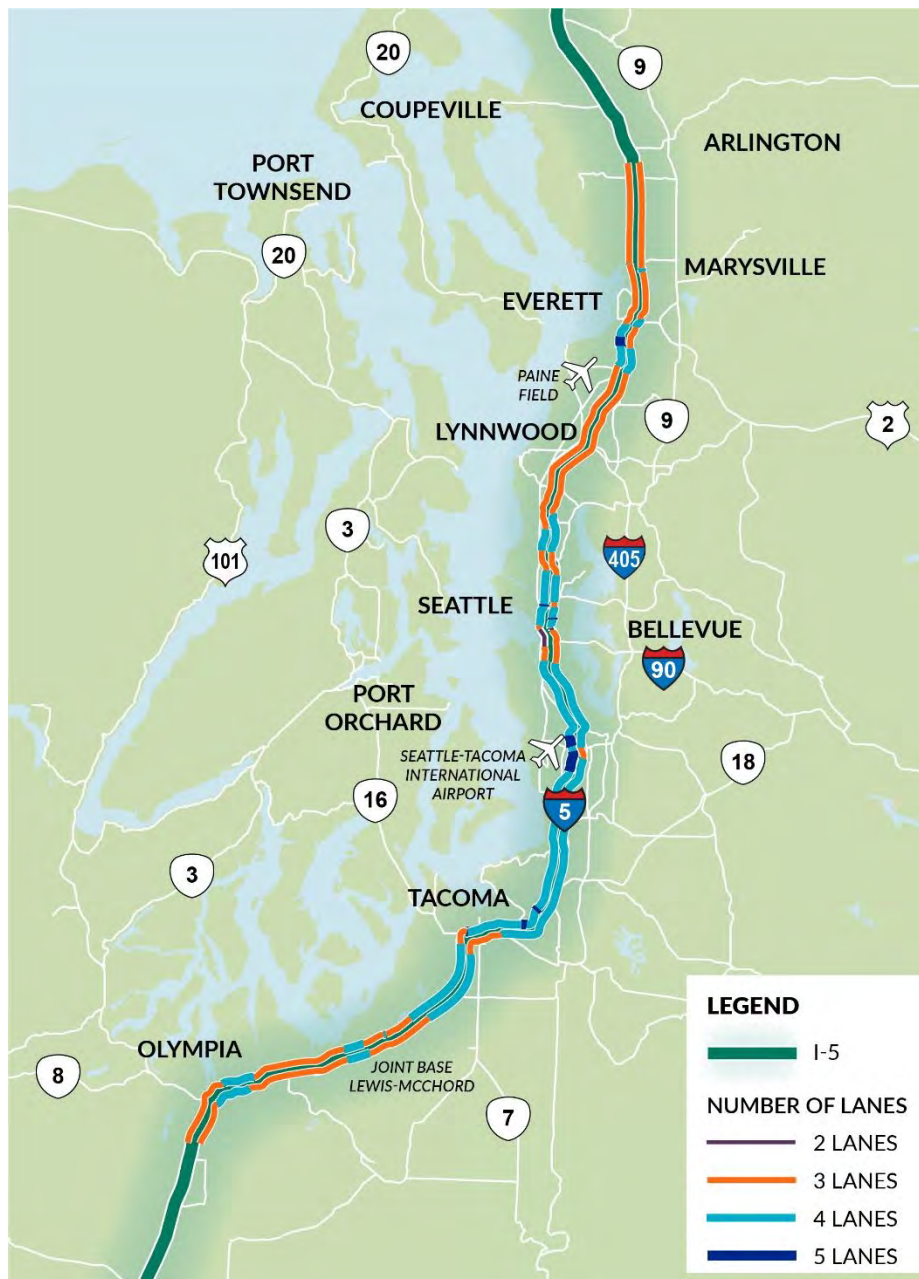 20
9
COUPEVILLE
ARLINGTON
PORT
TOWNSEND
20
MARYSVILLE
EVERETT
PAINE
FIELD
9
2
LYNNWOOD
3
101
405
SEATTLE
BELLEVUE
90
PORT
ORCHARD
SEATTLE-TACOMA
INTERNATIONAL
AIRPORT
18
16
5
3
TACOMA
OLYMPIA
JOINT BASE
LEWIS-MCCHORD
8
7
LEGEND
I-5
NUMBER OF LANES
2 LANES
3 LANES
4 LANES
5 LANES